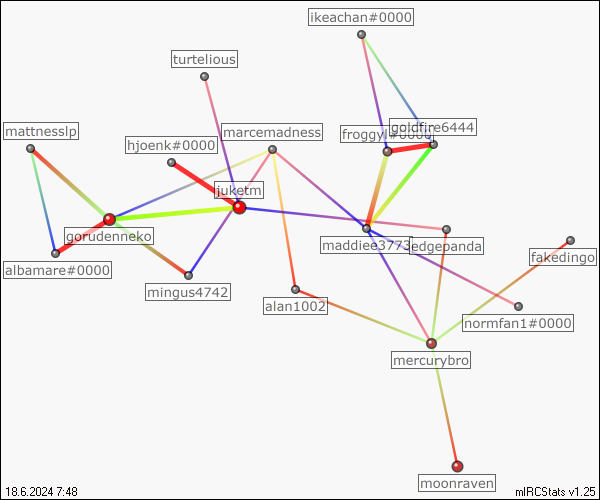 ikeachan#0000
turtelious
mattnesslp
marcemadness
goldfire6444
froggyl#0000
hjoenk#0000
juketm
gorudenneko
maddiee3773
edgepanda
fakedingo
albamare#0000
mingus4742
alan1002
normfan1#0000
mercurybro
moonraven
18.6.2024 7:48
mIRCStats v1.25